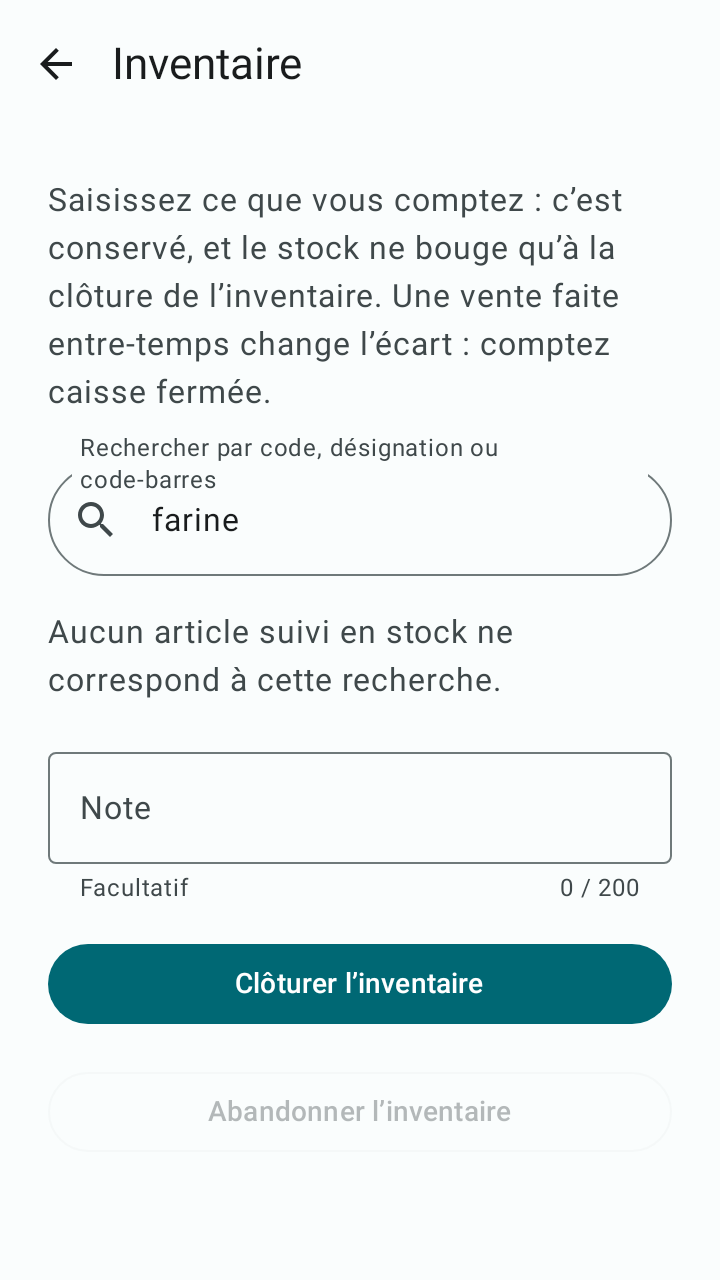 Inventaire
Saisissez ce que vous comptez : c’est
conservé, et le stock ne bouge qu’à la
clôture de l’inventaire. Une vente faite
entre-temps change l’écart : comptez
caisse fermée.
Rechercher par code, désignation ou
code-barres
farine
Aucun article suivi en stock ne
correspond à cette recherche.
Note
Facultatif
0 / 200
Clôturer l’inventaire
Abandonner l’inventaire